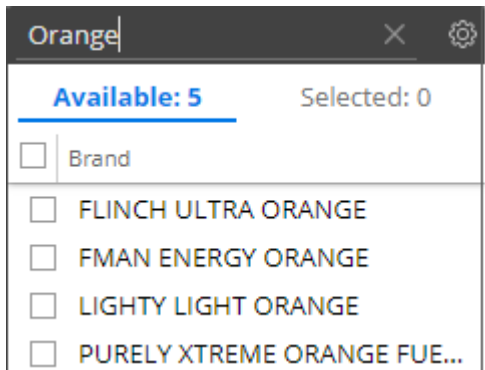 Orange
Available: 5 Selected: 0
Brand
FLINCH ULTRA ORANGE
FMAN ENERGY ORANGE
LIGHTY LIGHT ORANGE
PURELY XTREME ORANGE FUE...